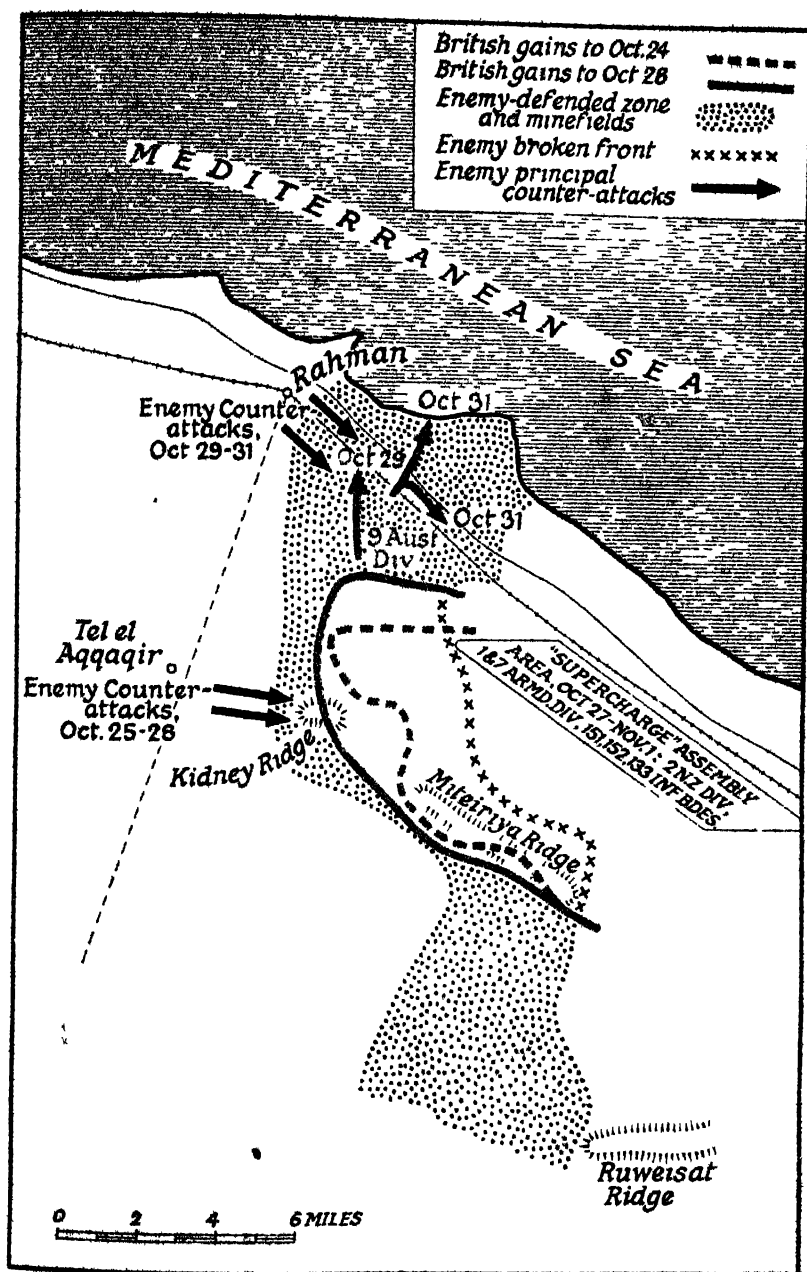 British gains to Oct.24
British gains to Oct 28
Enemy-defended zone
and minefields
Enemy broken front
Enemy principal
counter-attacks
MEDITERRANEAN SEA
Rahman
Oct 31
Enemy Counter-
attacks,
Oct 29-31
Oct 29
Oct 31
9 Aust
Div
Tel el
Aqqaqir
Enemy Counter-
attacks,
Oct. 25-28
Kidney Ridge
"SUPERCHARGE" ASSEMBLY
AREA, OCT 27-NOV.1: 2 NZ DIV,
1&7 ARMD. DIV, 151, 152, 133 INF BDES
Miteiriya Ridge
Ruweisat
Ridge
0 2 4 6 MILES